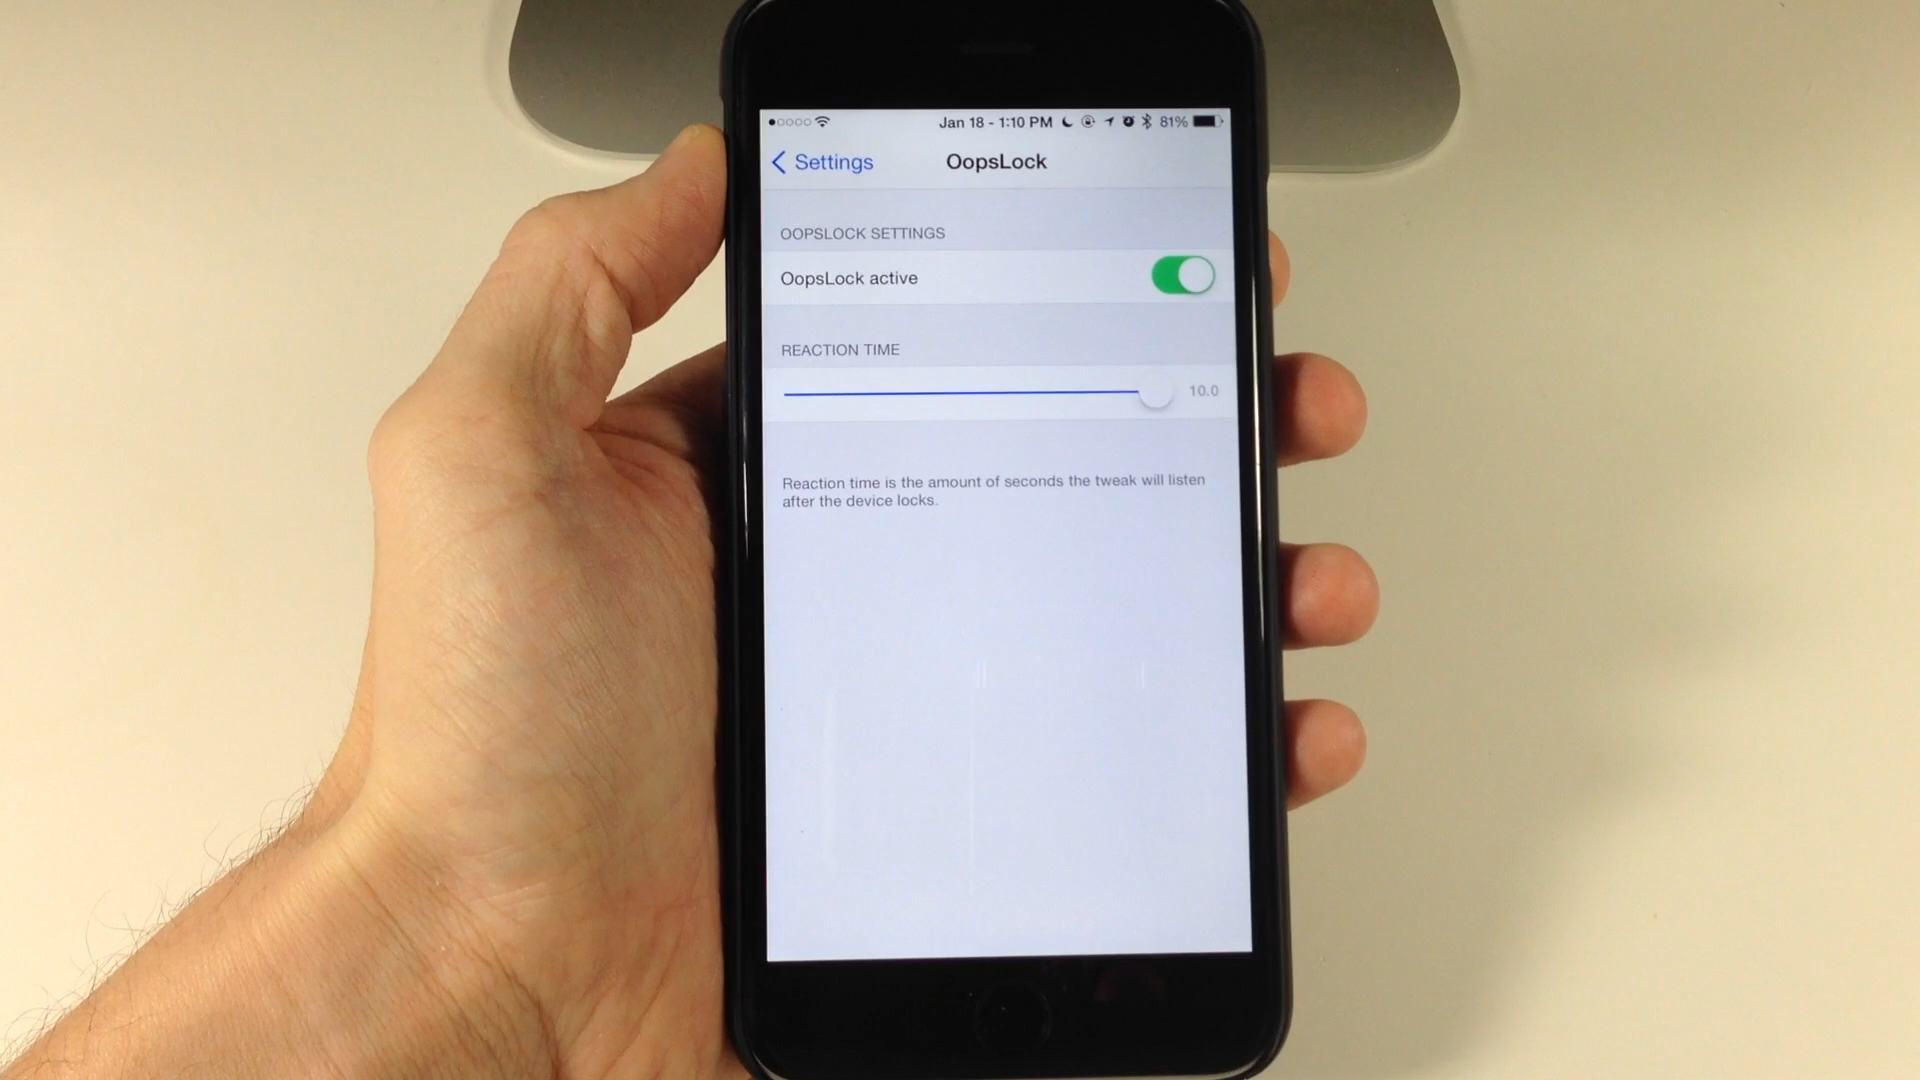 Jan 18 - 1:10 PM 81%
Settings OopsLock
OOPSLOCK SETTINGS
OopsLock active
REACTION TIME
10.0
Reaction time is the amount of seconds the tweak will listen
after the device locks.